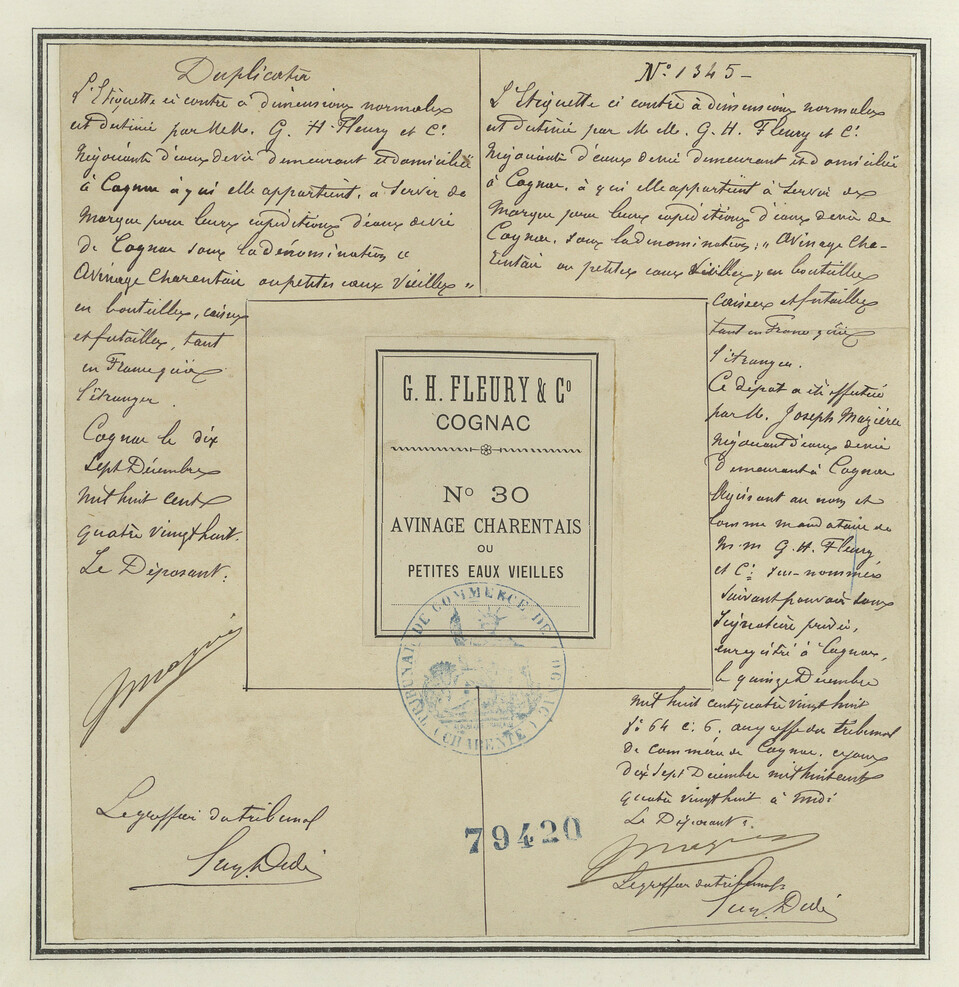 Duplicata
L'Etiquette ci contre à dimensions normales
est destinée par MM. G. H. Fleury et Cie
Négociants d'eaux de vie demeurant et domiciliés
à Cognac à qui elle appartient, à servir de
Marque pour leurs expéditions d'eaux de vie
de Cognac sous la dénomination "
Avinage Charentais ou petites eaux Vieilles "
en bouteilles, caisses
et futailles, tant
en France qu'à
l'étranger.
Cognac le dix
Sept Décembre
mil huit cent
quatre vingt huit.
Le Déposant:
Le greffier du tribunal
No 1345 -
L'Etiquette ci contre à dimensions normales
est destinée par MM. G. H. Fleury et Cie
Négociants d'eaux de vie demeurant et domiciliés
à Cognac, à qui elle appartient à servir de
Marque pour leurs expéditions d'eaux de vie de
Cognac, sous la dénomination; " Avinage Cha-
rentais ou petites eaux Vieilles, en bouteilles
caisses et futailles
tant en France qu'à
l'étranger.
Ce dépôt a été effectué
par M. Joseph Mazière
négociant d'eaux de vie
demeurant à Cognac
Agissant au nom et
comme mandataire de
M.M G. H. Fleury
et Cie sus-nommés
suivant pouvoir sous
signature privée,
enregistré à Cognac,
le quinze Décembre
mil huit cent quatre vingt huit
fo 64 c. 6. au greffe du tribunal
de commerce de Cognac. ce jour
dix sept Décembre mil huit cent
quatre vingt huit à midi
Le Déposant:
Le greffier du tribunal
G. H. FLEURY & Co
COGNAC
No 30
AVINAGE CHARENTAIS
OU
PETITES EAUX VIEILLES
TRIBUNAL DE COMMERCE DE COGNAC
(CHARENTE)
79420